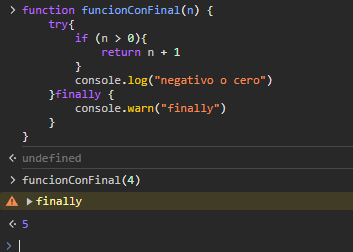 function funcionConFinal(n) {
    try{
        if (n > 0){
            return n + 1
        }
        console.log("negativo o cero")
    }finally {
        console.warn("finally")
    }
}
undefined
funcionConFinal(4)
finally
5